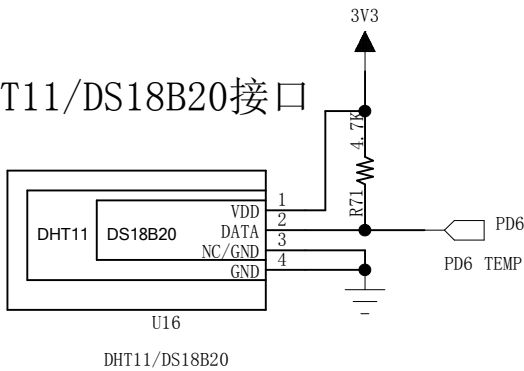 3V3
T11/DS18B20接口
4.7K
R71
1
VDD
2
DATA
3
NC/GND
4
GND
DHT11
DS18B20
PD6
PD6 TEMP
U16
DHT11/DS18B20